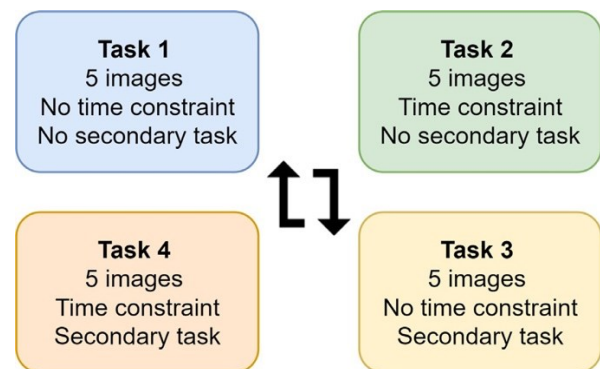 Task 1
5 images
No time constraint
No secondary task
Task 2
5 images
Time constraint
No secondary task
Task 4
5 images
Time constraint
Secondary task
Task 3
5 images
No time constraint
Secondary task